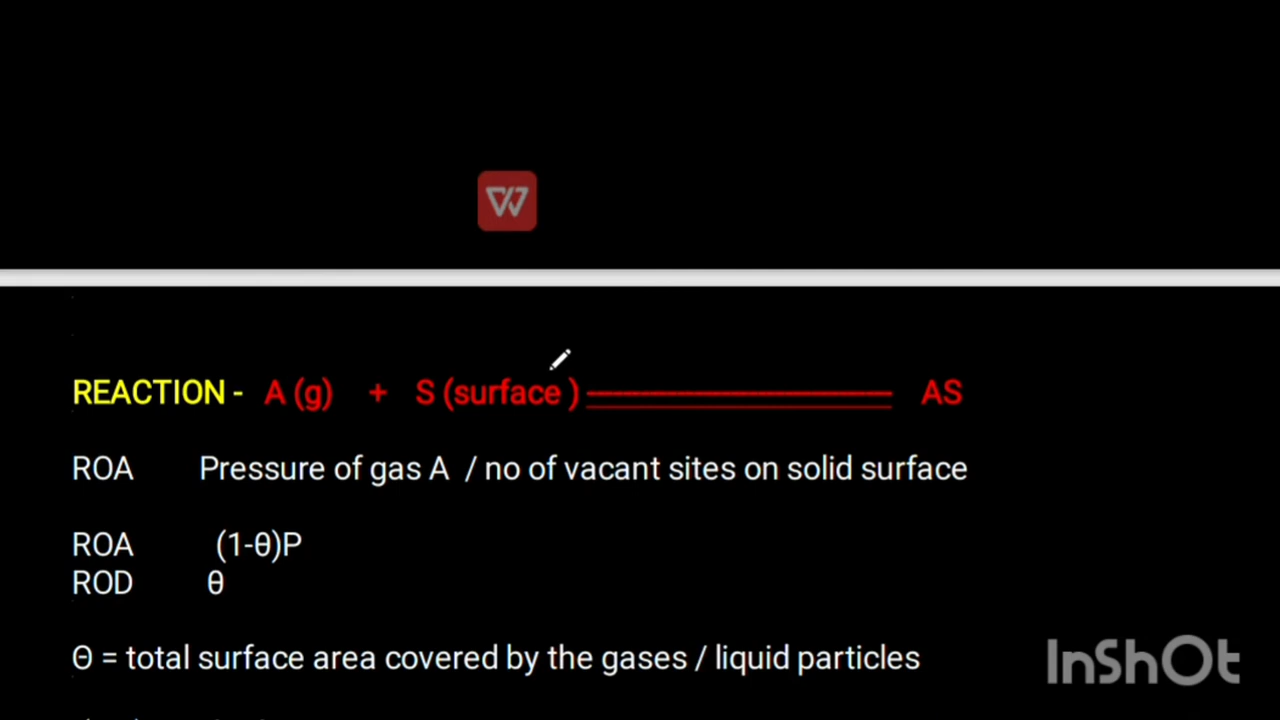 REACTION - A (g) + S (surface ) AS
ROA Pressure of gas A / no of vacant sites on solid surface
ROA (1-θ)P
ROD θ
Θ = total surface area covered by the gases / liquid particles
InShOt